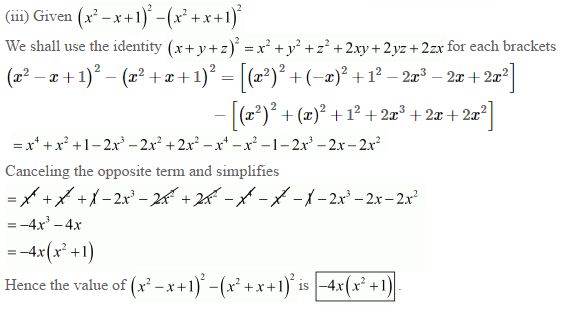 (iii) Given (x² − x + 1)² − (x² + x + 1)²
We shall use the identity (x + y + z)² = x² + y² + z² + 2xy + 2yz + 2zx for each brackets
(x² − x + 1)² − (x² + x + 1)² = [(x²)² + (−x)² + 1² − 2x³ − 2x + 2x²]
− [(x²)² + (x)² + 1² + 2x³ + 2x + 2x²]
= x⁴ + x² + 1 − 2x³ − 2x² + 2x² − x⁴ − x² − 1 − 2x³ − 2x − 2x²
Canceling the opposite term and simplifies
= x⁴ + x² + 1 − 2x³ − 2x² + 2x² − x⁴ − x² − 1 − 2x³ − 2x − 2x²
= −4x³ − 4x
= −4x(x² + 1)
Hence the value of (x² − x + 1)² − (x² + x + 1)² is −4x(x² + 1).